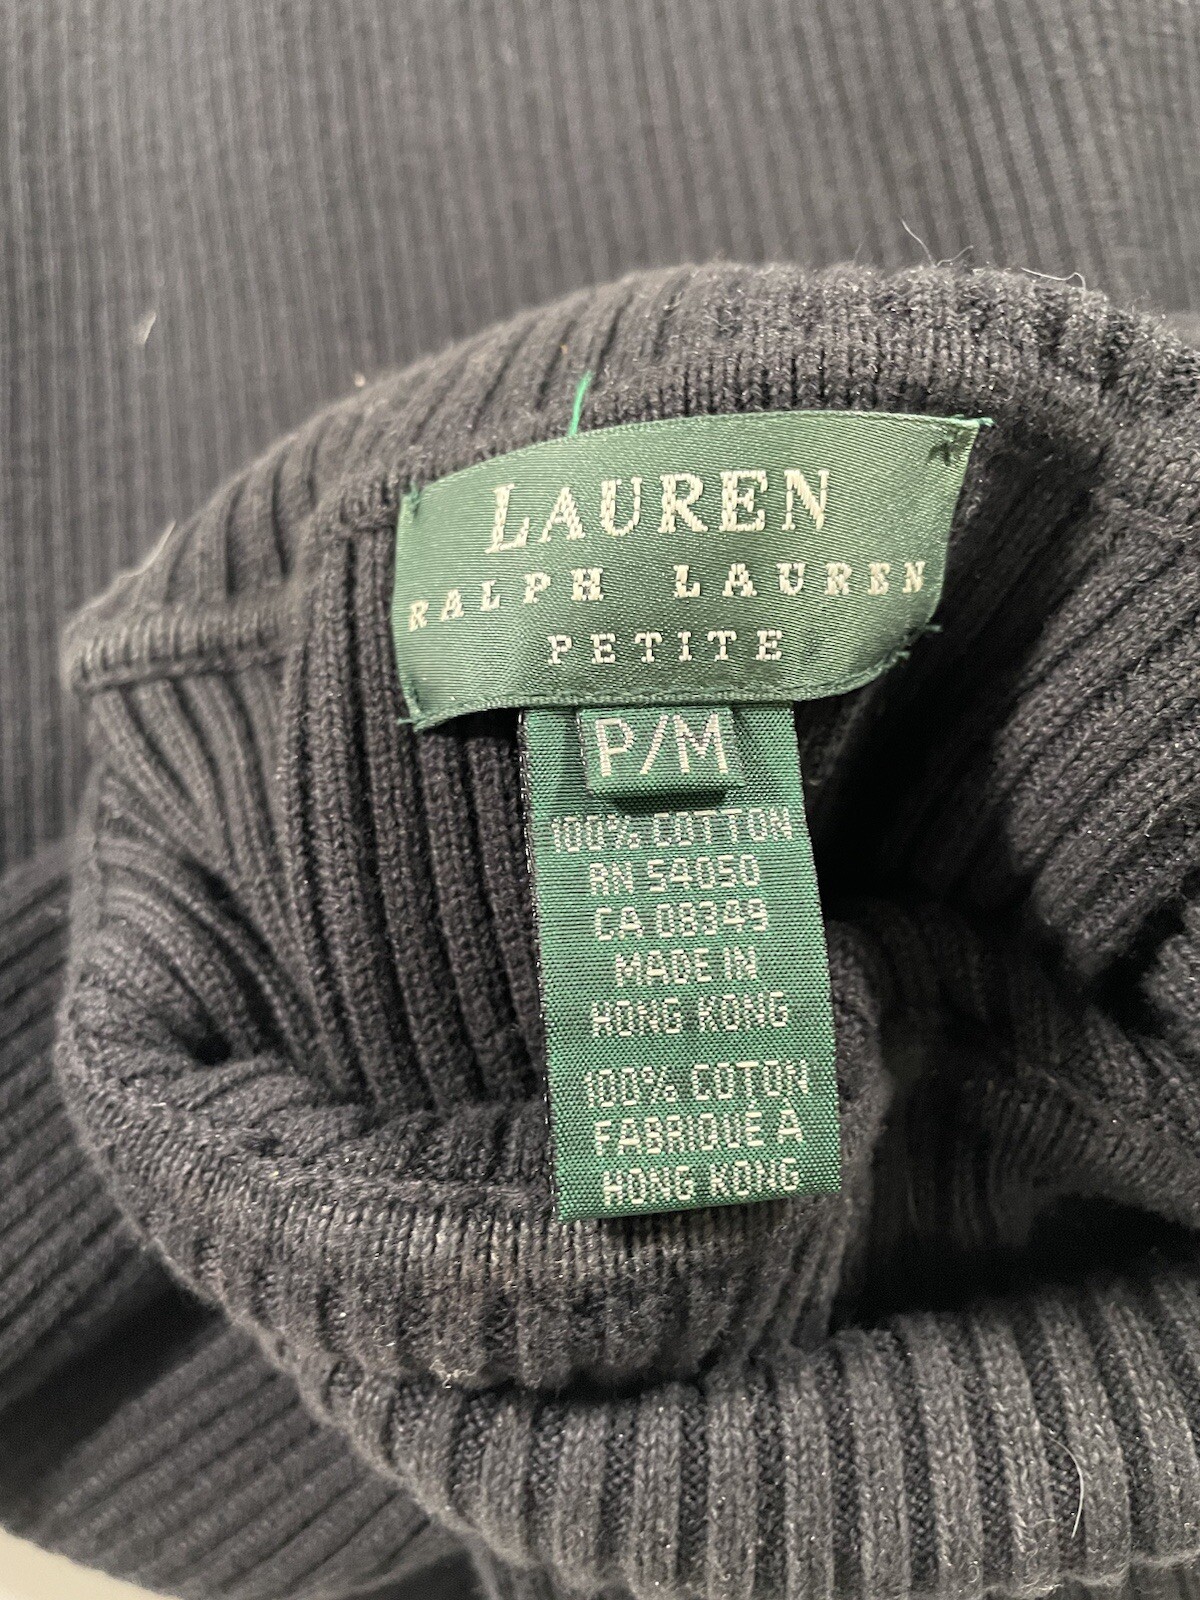 LAUREN
RALPH LAUREN
PETITE
P/M
100% COTTON
RN 54050
CA 08349
MADE IN
HONG KONG
100% COTON
FABRIQUE A
HONG KONG